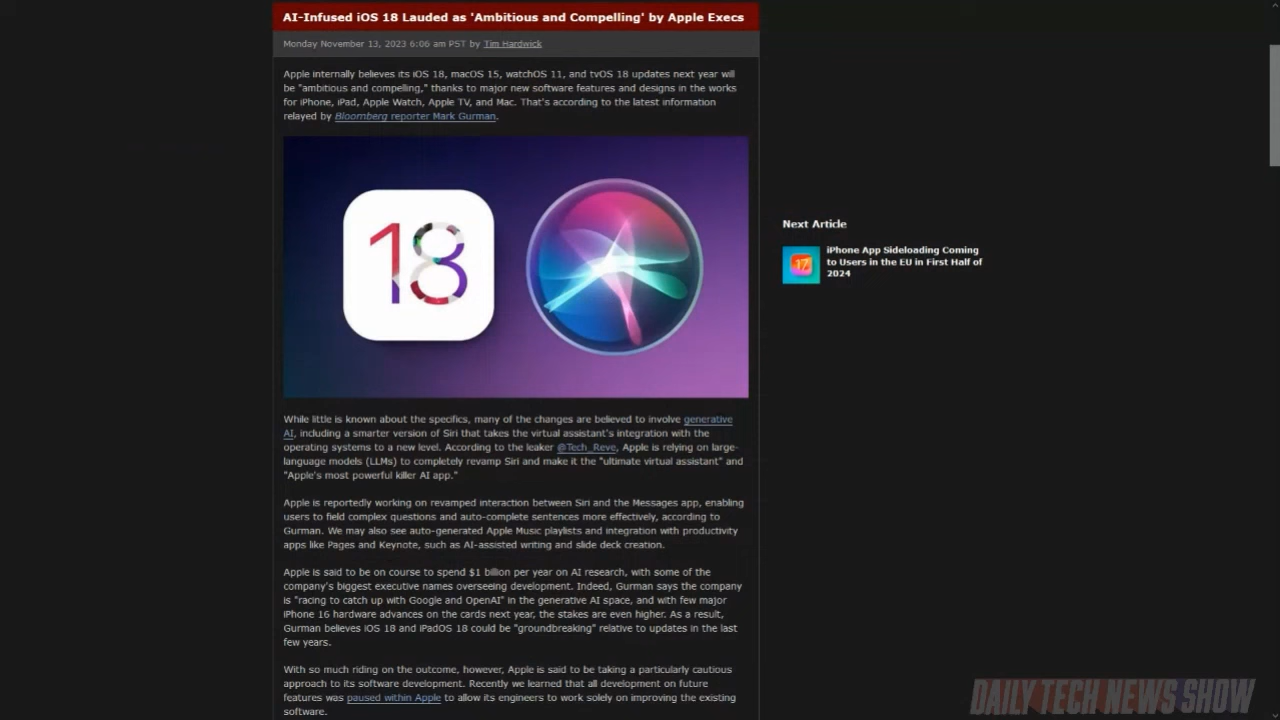 AI-Infused iOS 18 Lauded as 'Ambitious and Compelling' by Apple Execs
Monday November 13, 2023 6:06 am PST by Tim Hardwick
Apple internally believes its iOS 18, macOS 15, watchOS 11, and tvOS 18 updates next year will
be "ambitious and compelling," thanks to major new software features and designs in the works
for iPhone, iPad, Apple Watch, Apple TV, and Mac. That's according to the latest information
relayed by Bloomberg reporter Mark Gurman.
18
Next Article
17
iPhone App Sideloading Coming
to Users in the EU in First Half of
2024
While little is known about the specifics, many of the changes are believed to involve generative
AI, including a smarter version of Siri that takes the virtual assistant's integration with the
operating systems to a new level. According to the leaker @Tech_Reve, Apple is relying on large-
language models (LLMs) to completely revamp Siri and make it the "ultimate virtual assistant" and
"Apple's most powerful killer AI app."
Apple is reportedly working on revamped interaction between Siri and the Messages app, enabling
users to field complex questions and auto-complete sentences more effectively, according to
Gurman. We may also see auto-generated Apple Music playlists and integration with productivity
apps like Pages and Keynote, such as AI-assisted writing and slide deck creation.
Apple is said to be on course to spend $1 billion per year on AI research, with some of the
company's biggest executive names overseeing development. Indeed, Gurman says the company
is "racing to catch up with Google and OpenAI" in the generative AI space, and with few major
iPhone 16 hardware advances on the cards next year, the stakes are even higher. As a result,
Gurman believes iOS 18 and iPadOS 18 could be "groundbreaking" relative to updates in the last
few years.
With so much riding on the outcome, however, Apple is said to be taking a particularly cautious
approach to its software development. Recently we learned that all development on future
features was paused within Apple to allow its engineers to work solely on improving the existing
software.
DAILY TECH NEWS SHOW